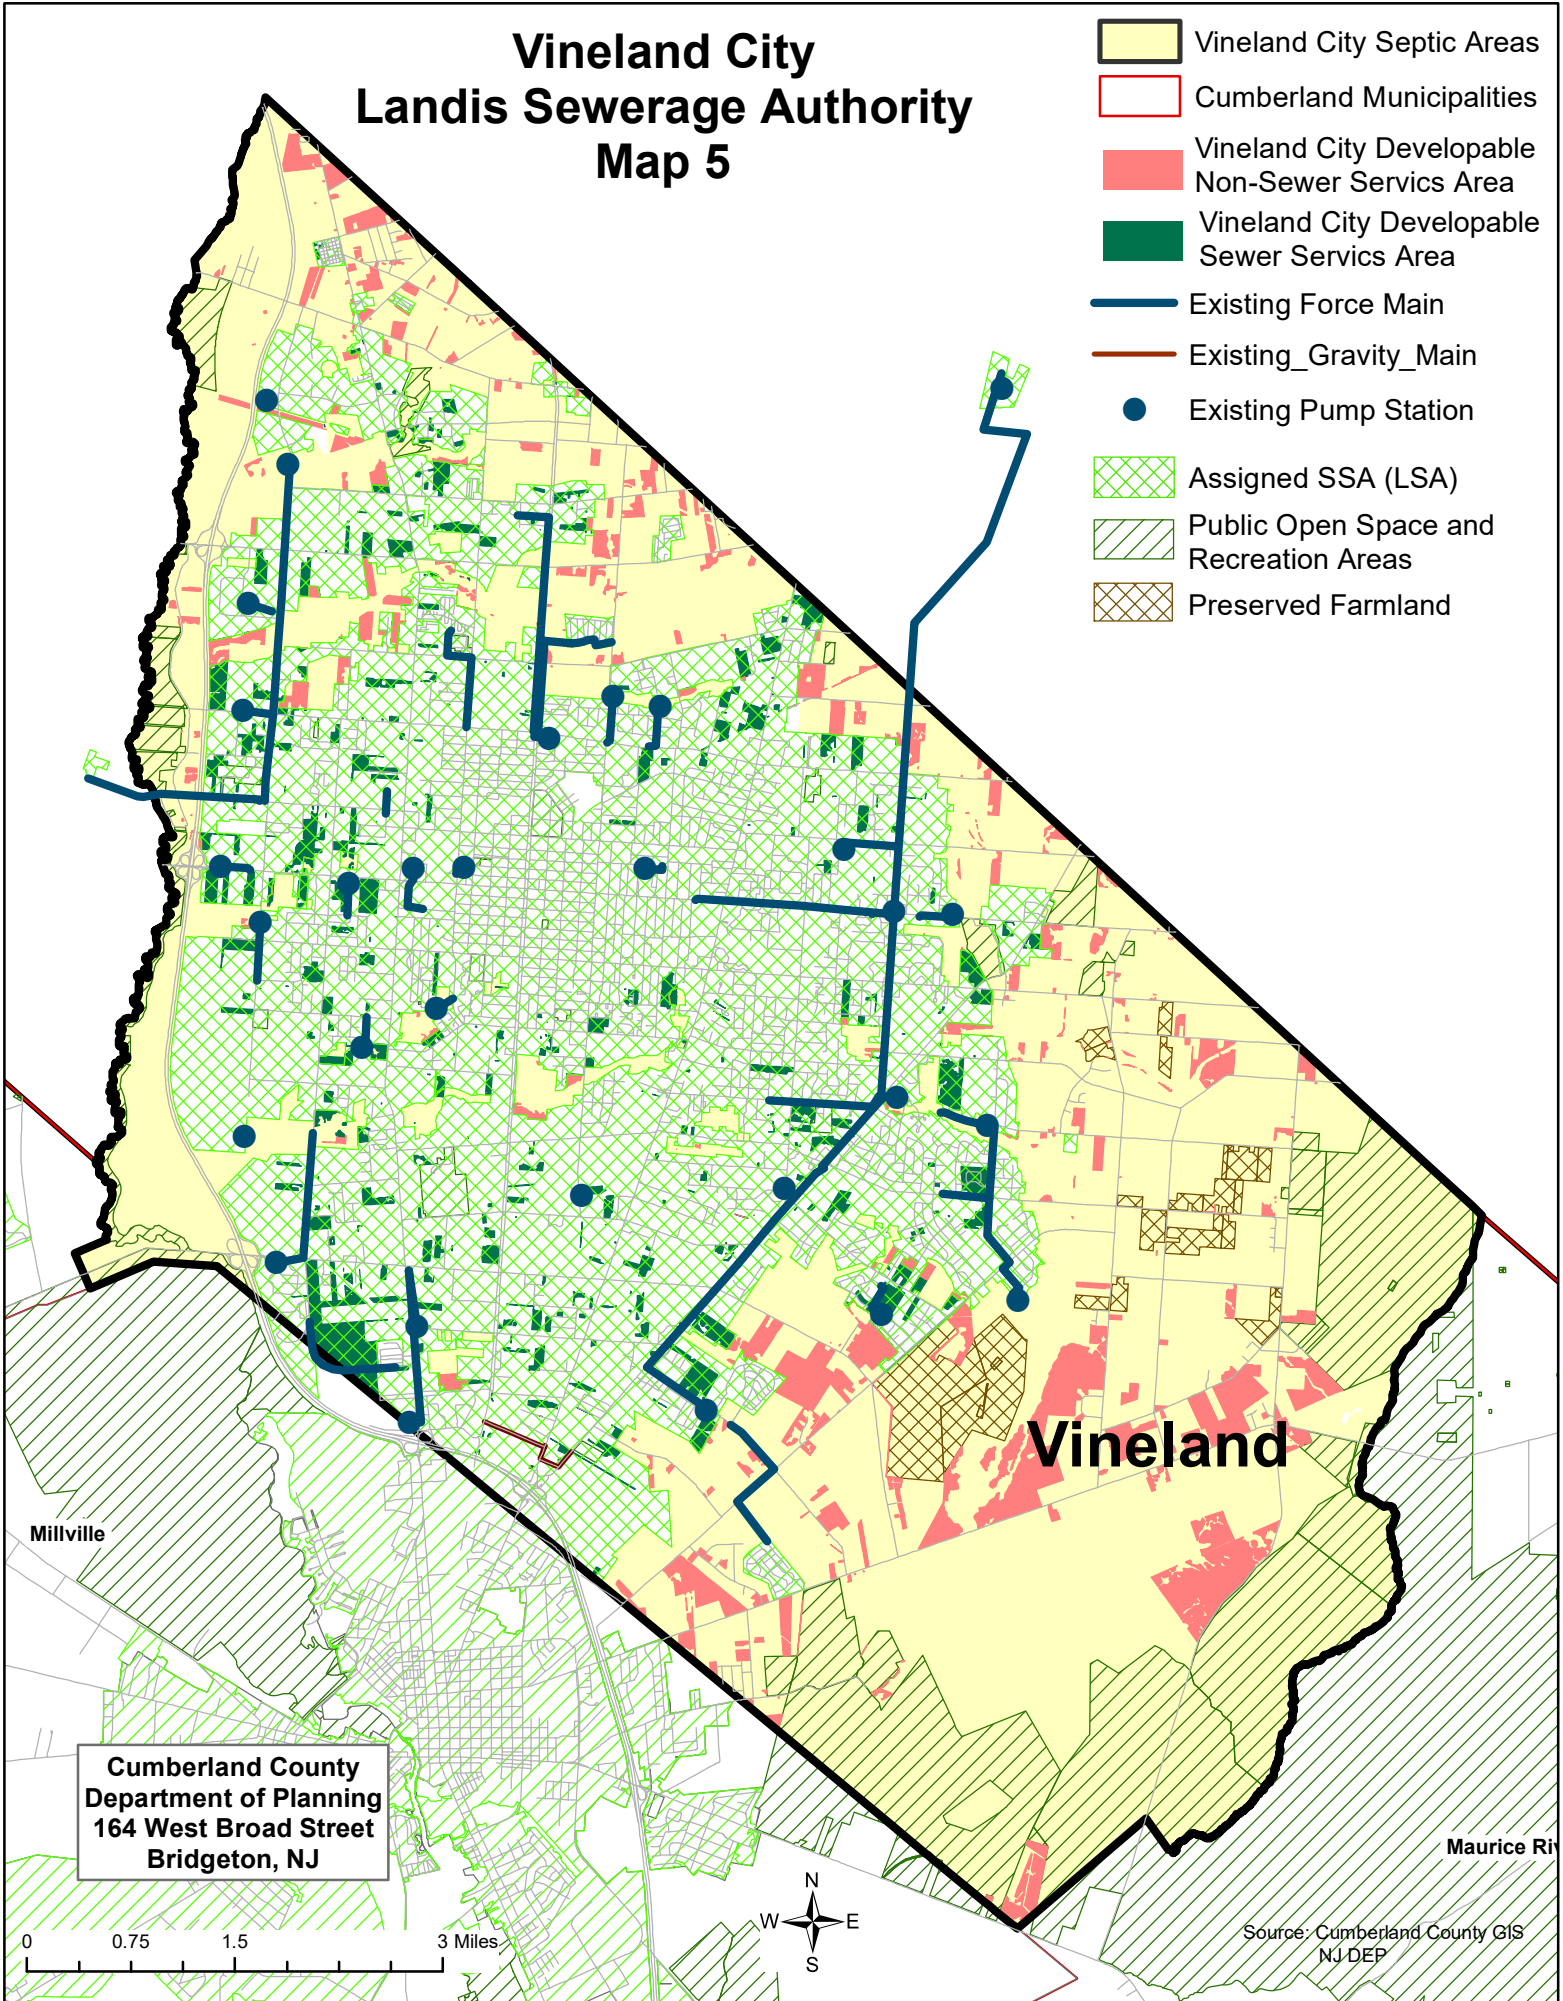 Vineland City
Landis Sewerage Authority
Map 5
Vineland City Septic Areas
Cumberland Municipalities
Vineland City Developable
Non-Sewer Servics Area
Vineland City Developable
Sewer Servics Area
Existing Force Main
Existing_Gravity_Main
Existing Pump Station
Assigned SSA (LSA)
Public Open Space and
Recreation Areas
Preserved Farmland
Vineland
Millville
Cumberland County
Department of Planning
164 West Broad Street
Bridgeton, NJ
Maurice Riv
N
W E
S
0 0.75 1.5 3 Miles
Source: Cumberland County GIS
NJ DEP